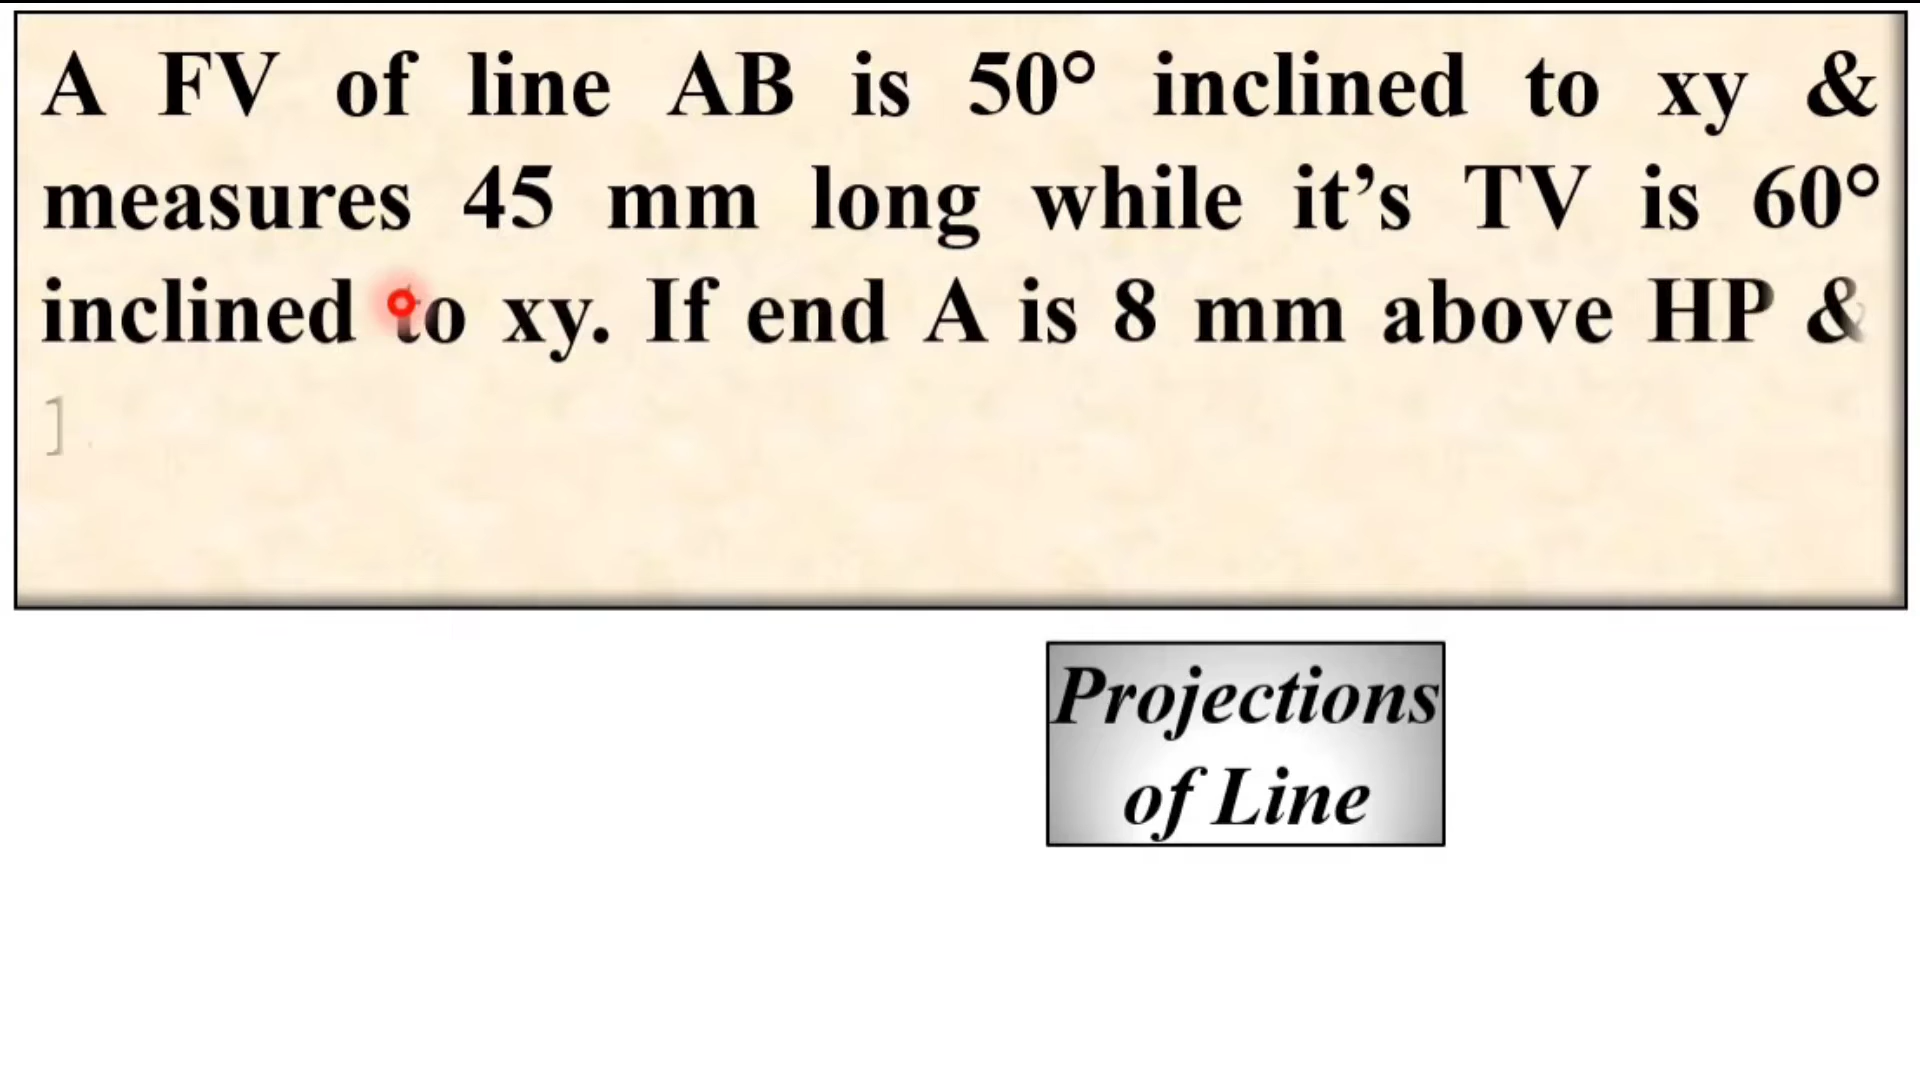 A FV of line AB is 50° inclined to xy &
measures 45 mm long while it’s TV is 60°
inclined to xy. If end A is 8 mm above HP &
Projections
of Line